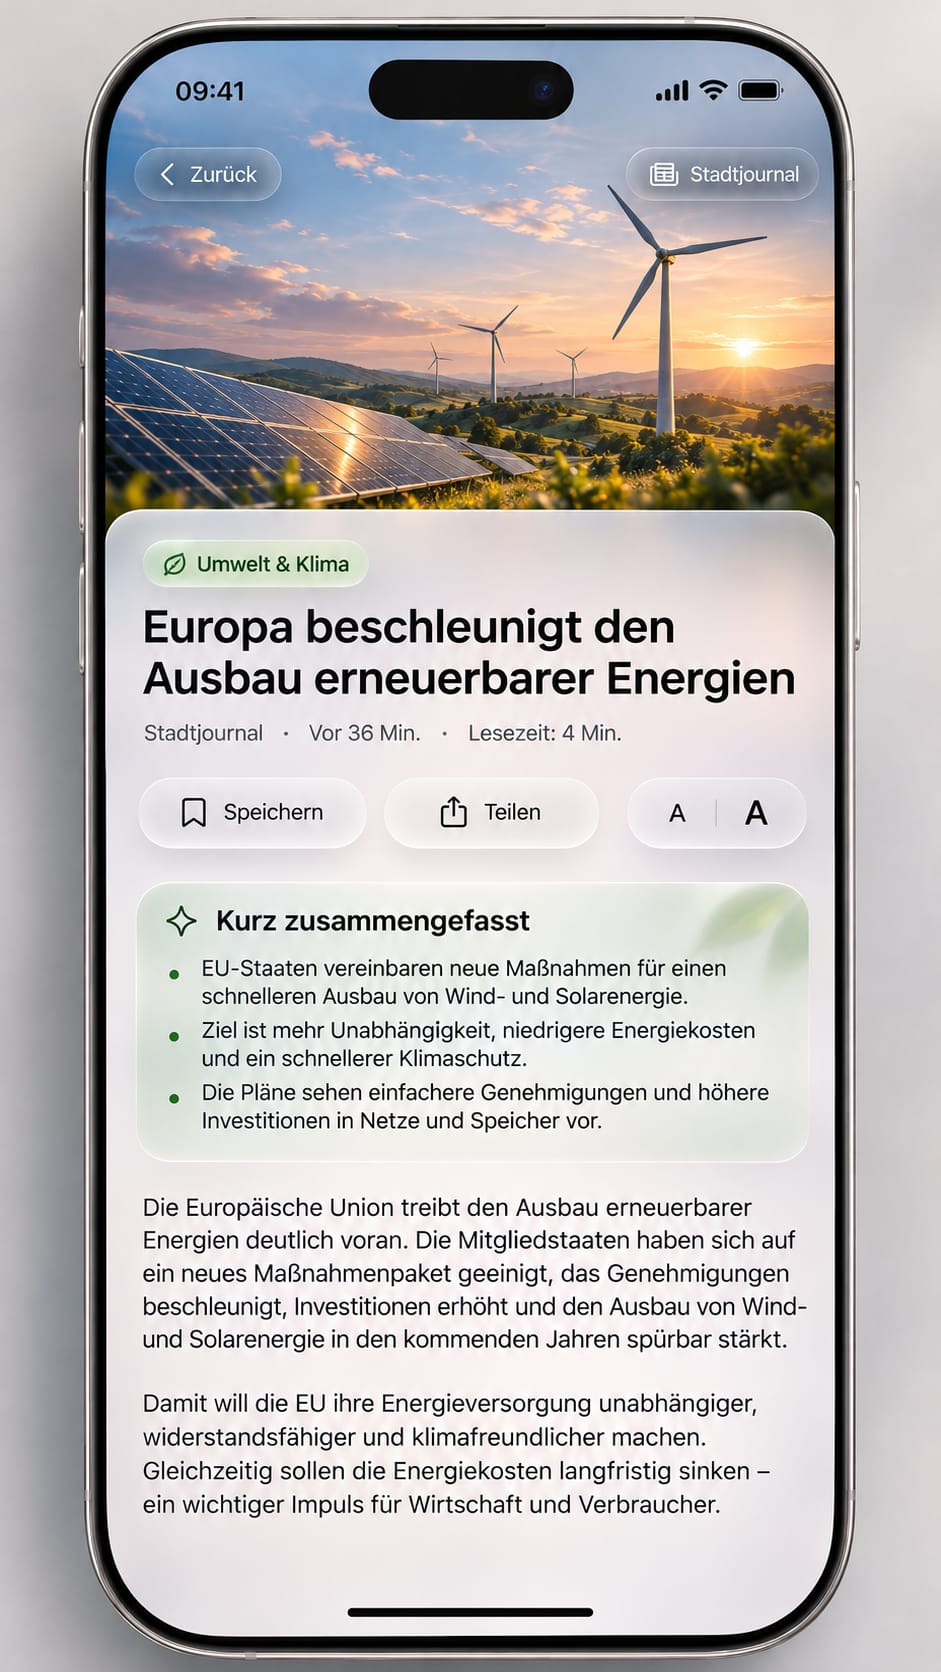 09:41
Zurück
Stadtjournal
Umwelt & Klima
Europa beschleunigt den
Ausbau erneuerbarer Energien
Stadtjournal · Vor 36 Min. · Lesezeit: 4 Min.
Speichern
Teilen
A | A
Kurz zusammengefasst
• EU-Staaten vereinbaren neue Maßnahmen für einen
schnelleren Ausbau von Wind- und Solarenergie.
• Ziel ist mehr Unabhängigkeit, niedrigere Energiekosten
und ein schnellerer Klimaschutz.
• Die Pläne sehen einfachere Genehmigungen und höhere
Investitionen in Netze und Speicher vor.
Die Europäische Union treibt den Ausbau erneuerbarer
Energien deutlich voran. Die Mitgliedstaaten haben sich auf
ein neues Maßnahmenpaket geeinigt, das Genehmigungen
beschleunigt, Investitionen erhöht und den Ausbau von Wind-
und Solarenergie in den kommenden Jahren spürbar stärkt.
Damit will die EU ihre Energieversorgung unabhängiger,
widerstandsfähiger und klimafreundlicher machen.
Gleichzeitig sollen die Energiekosten langfristig sinken –
ein wichtiger Impuls für Wirtschaft und Verbraucher.